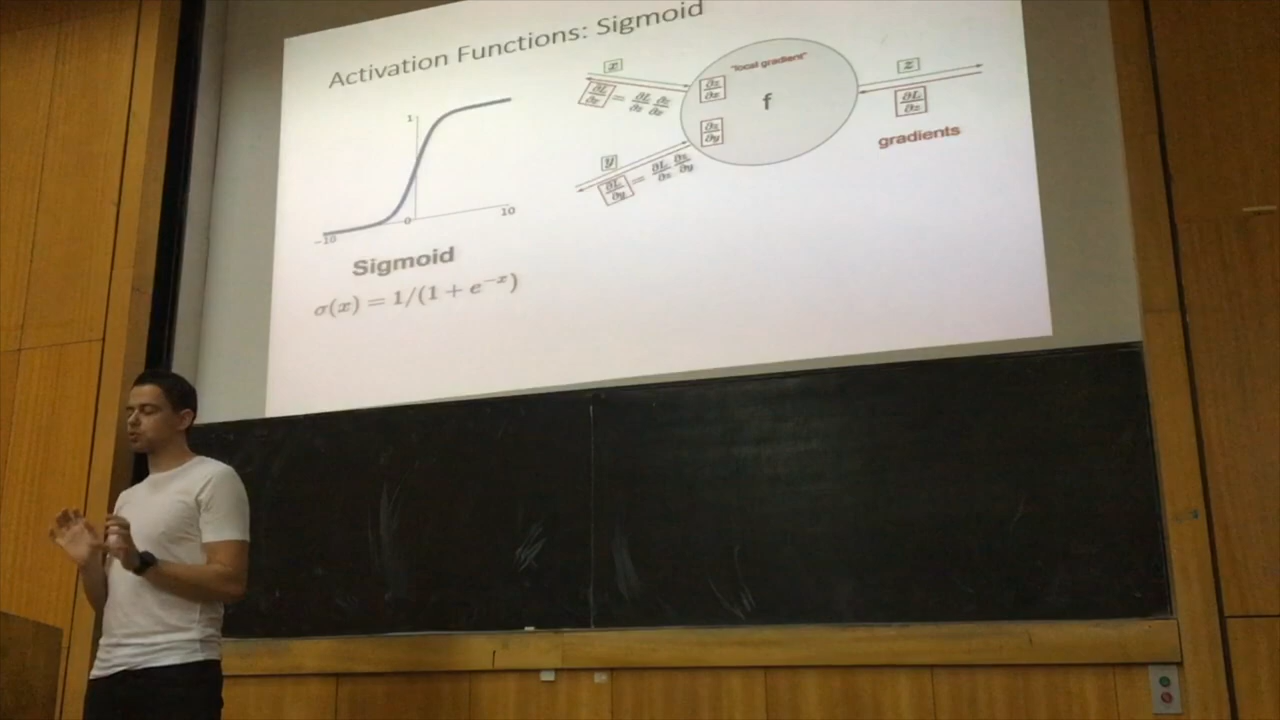 Activation Functions: Sigmoid
1
0
-10
10
Sigmoid
σ(x) = 1/(1 + e^{-x})
"local gradient"
x
∂L/∂x = ∂L/∂z ∂z/∂x
∂z/∂x
f
z
∂L/∂z
gradients
∂z/∂y
y
∂L/∂y = ∂L/∂z ∂z/∂y